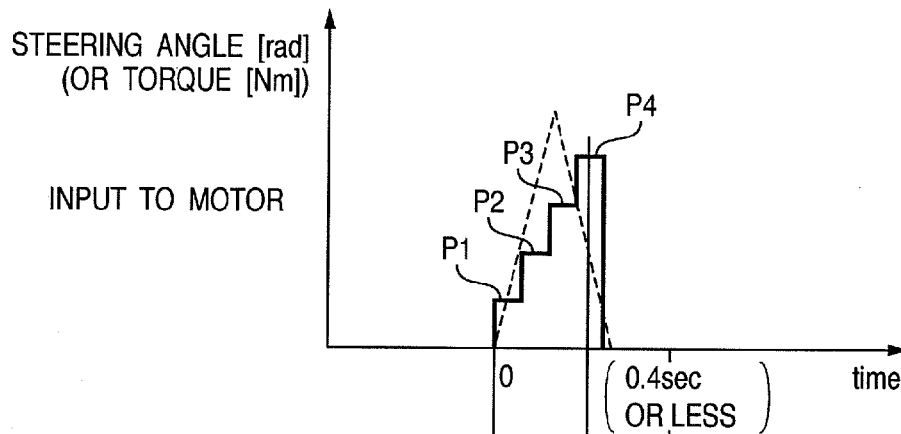 STEERING ANGLE [rad]
(OR TORQUE [Nm])
INPUT TO MOTOR
P4
P3
P2
P1
0
0.4sec
OR LESS
time